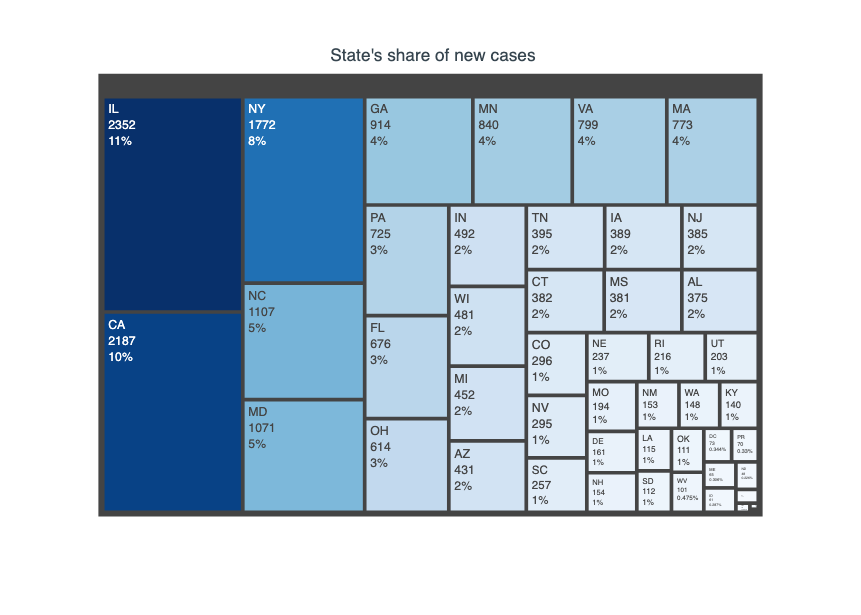 State's share of new cases
IL
2352
11%
CA
2187
10%
NY
1772
8%
NC
1107
5%
MD
1071
5%
GA
914
4%
MN
840
4%
VA
799
4%
MA
773
4%
PA
725
3%
FL
676
3%
OH
614
3%
IN
492
2%
WI
481
2%
MI
452
2%
AZ
431
2%
TN
395
2%
IA
389
2%
NJ
385
2%
CT
382
2%
MS
381
2%
AL
375
2%
CO
296
1%
NV
295
1%
SC
257
1%
NE
237
1%
RI
216
1%
UT
203
1%
MO
194
1%
DE
161
1%
NH
154
1%
NM
153
1%
WA
148
1%
KY
140
1%
LA
115
1%
SD
112
1%
OK
111
1%
WV
101
0.475%
DC
73
0.344%
PR
70
0.33%